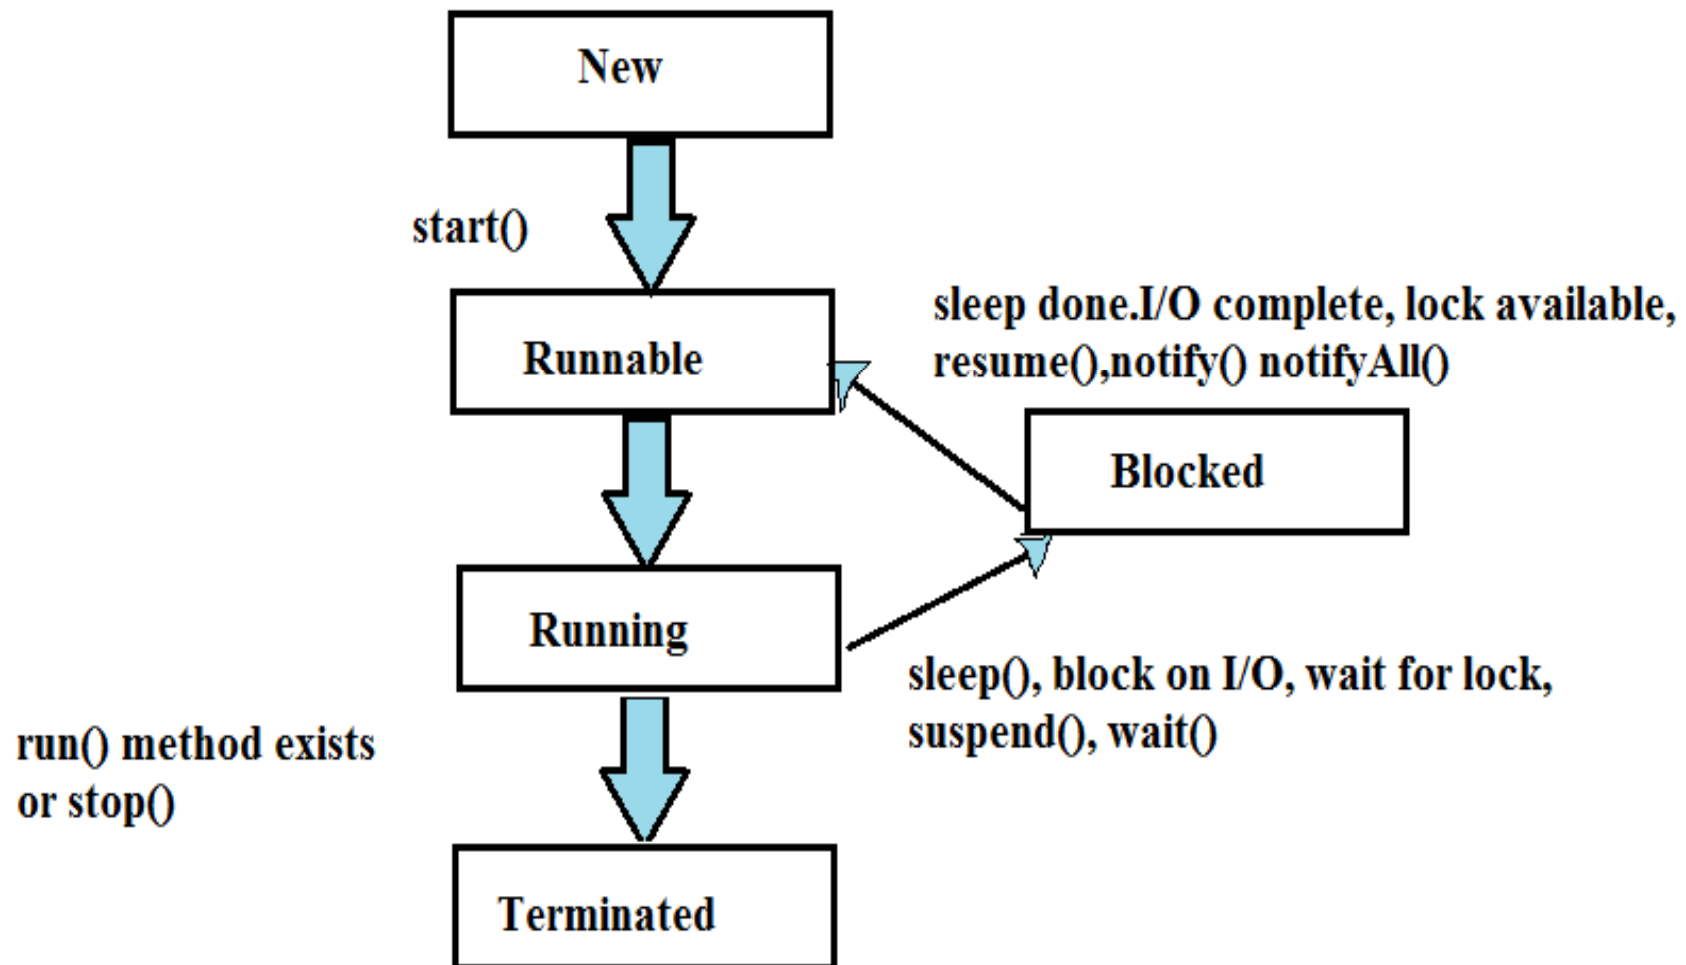 New
start()
sleep done.I/O complete, lock available,
resume(),notify() notifyAll()
Runnable
Blocked
Running
sleep(), block on I/O, wait for lock,
suspend(), wait()
run() method exists
or stop()
Terminated